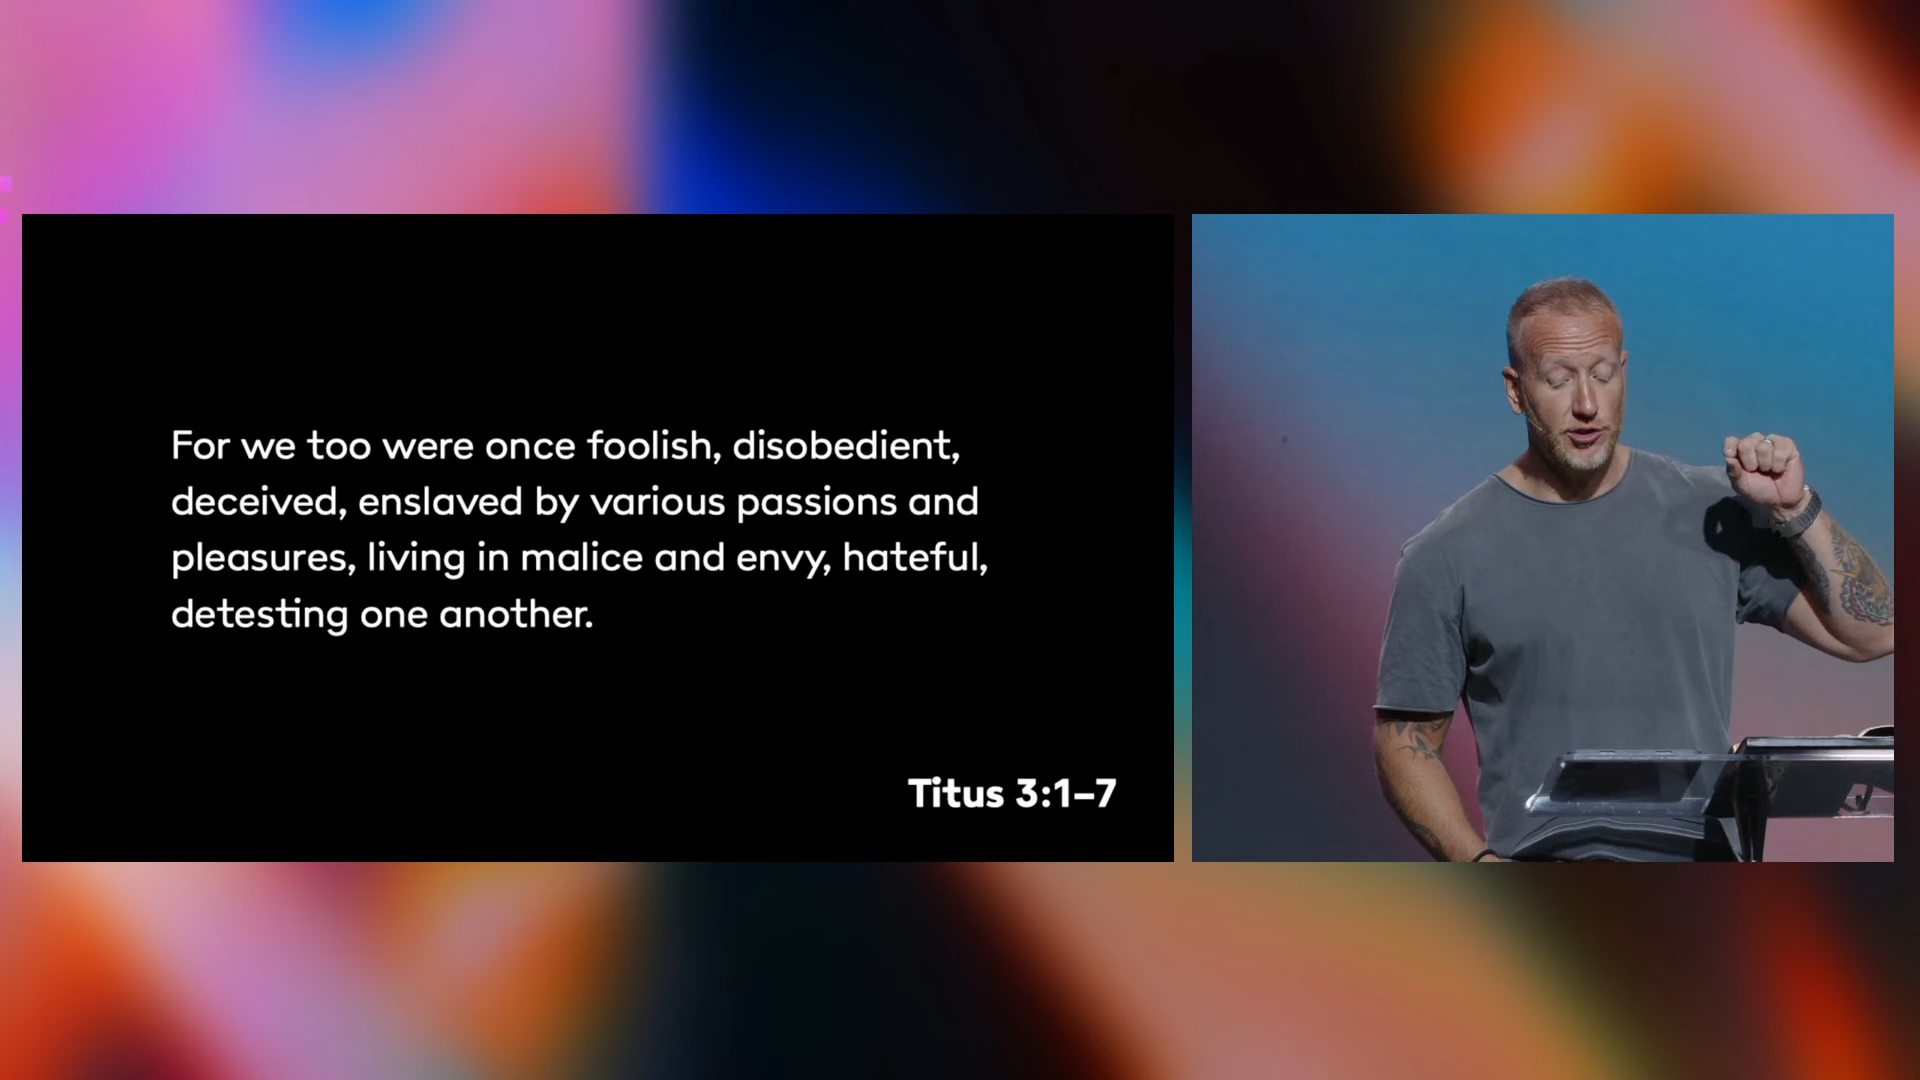 For we too were once foolish, disobedient,
deceived, enslaved by various passions and
pleasures, living in malice and envy, hateful,
detesting one another.
Titus 3:1–7